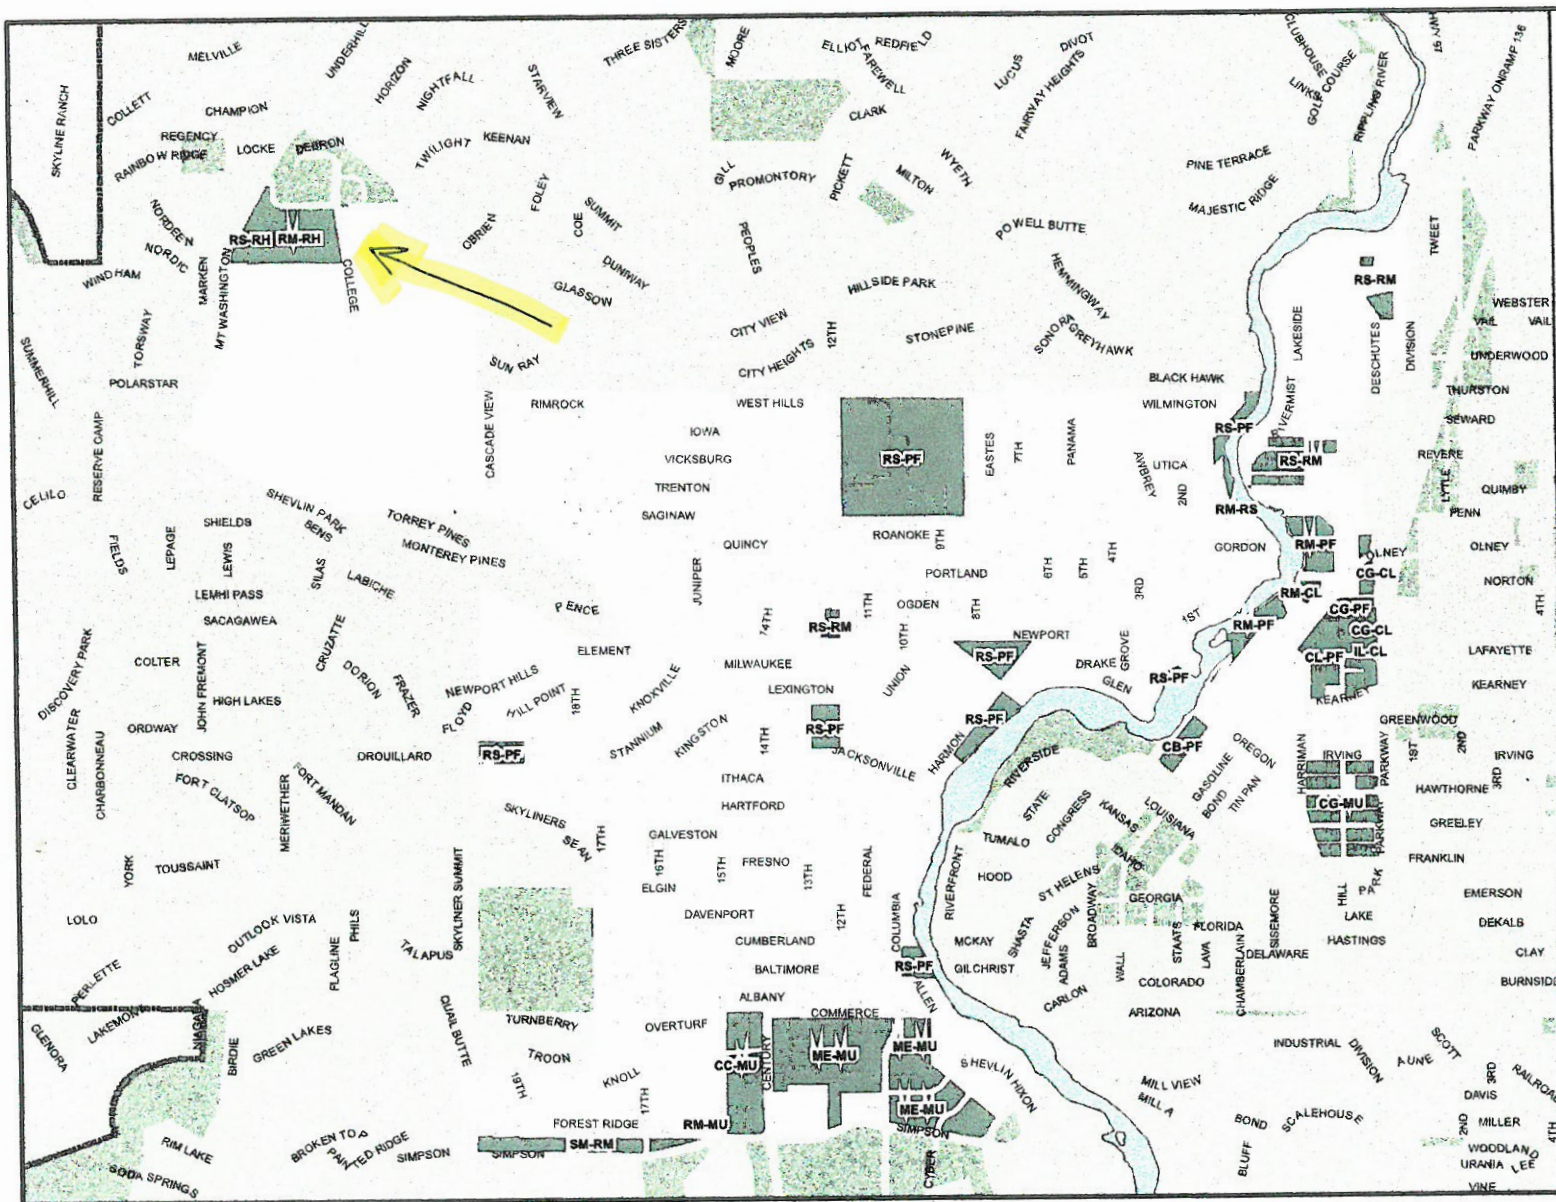 MELVILLE
UNDERHILL
THREE SISTERS
MOORE
ELLIOT
REDFIELD
FAREWELL
LUCUS
DIVOT
CLUBHOUSE
HWY 97
PARKWAY ONRAMP 136
SKYLINE RANCH
COLLETT
CHAMPION
HORIZON
NIGHTFALL
STARVIEW
CLARK
FAIRWAY HEIGHTS
LINKS
GOLF COURSE
RIPPLING RIVER
REGENCY
RAINBOW RIDGE
LOCKE
DEBRON
TWILIGHT
KEENAN
GILL
PROMONTORY
PICKETT
MILTON
WYETH
PINE TERRACE
MAJESTIC RIDGE
NORDEEN
NORDIC
RS-RH
RM-RH
OBRIEN
FOLEY
COE
SUMMIT
PEOPLES
POWELL BUTTE
TWEET
WINDHAM
MARKEN
MT WASHINGTON
COLLEGE
GLASSOW
DUNIWAY
HILLSIDE PARK
HEMMINGWAY
RS-RM
WEBSTER
SUMMERHILL
TORSWAY
POLARSTAR
SUN RAY
CITY VIEW
CITY HEIGHTS
12TH
STONEPINE
SONORA
GREYHAWK
LAKESIDE
DESCHUTES
DIVISION
VAIL
VAIL
UNDERWOOD
RESERVE CAMP
CASCADE VIEW
RIMROCK
WEST HILLS
BLACK HAWK
WILMINGTON
RIVERMIST
THURSTON
SEWARD
IOWA
VICKSBURG
TRENTON
SAGINAW
RS-PF
EASTES
7TH
PANAMA
AWBREY
UTICA
2ND
RS-PF
RS-RM
REVERE
LYTLE
QUIMBY
PENN
CELILO
SHEVLIN PARK
SHIELDS
BENS
TORREY PINES
MONTEREY PINES
ROANOKE
9TH
RM-RS
GORDON
RM-PF
OLNEY
OLNEY
FIELDS
LEPAGE
LEWIS
SILAS
LABICHE
QUINCY
JUNIPER
PORTLAND
6TH
5TH
4TH
3RD
CG-CL
NORTON
4TH
LEMHI PASS
SACAGAWEA
CRUZATTE
PENCE
14TH
RS-RM
11TH
OGDEN
10TH
8TH
NEWPORT
1ST
RM-CL
RM-PF
CG-PF
CG-CL
DISCOVERY PARK
COLTER
JOHN FREMONT
HIGH LAKES
DORION
FRAZER
NEWPORT HILLS
HILL POINT
ELEMENT
18TH
KNOXVILLE
MILWAUKEE
LEXINGTON
UNION
RS-PF
DRAKE
GROVE
GLEN
RS-PF
CL-PF
IL-CL
LAFAYETTE
KEARNEY
KEARNEY
CLEARWATER
ORDWAY
CROSSING
DROUILLARD
FLOYD
RS-PF
STANNIUM
KINGSTON
14TH
RS-PF
JACKSONVILLE
HARMON
RS-PF
RIVERSIDE
CB-PF
OREGON
GREENWOOD
CHARBONNEAU
FORT CLATSOP
FORT MANDAN
MERIWETHER
ITHACA
HARTFORD
GASOLINE
BOND
TIN PAN
HARRIMAN
IRVING
PARKWAY
1ST
2ND
3RD
IRVING
HAWTHORNE
SKYLINERS
SEAN
17TH
GALVESTON
STATE
CONGRESS
KANSAS
LOUISIANA
CG-MU
PARKWAY
GREELEY
YORK
TOUSSAINT
SKYLINER SUMMIT
16TH
15TH
FRESNO
13TH
FEDERAL
RIVERFRONT
TUMALO
IDAHO
FRANKLIN
ELGIN
HOOD
ST HELENS
BROADWAY
GEORGIA
HILL
PARK
EMERSON
LOLO
OUTLOOK VISTA
PHILS
DAVENPORT
12TH
COLUMBIA
SHASTA
JEFFERSON
FLORIDA
SISEMORE
LAKE
DEKALB
HOSMER LAKE
FLAGLINE
TALAPUS
CUMBERLAND
MCKAY
ADAMS
WALL
STAATS
LAVA
CHAMBERLAIN
DELAWARE
HASTINGS
CLAY
PERLETTE
BALTIMORE
RS-PF
GILCHRIST
COLORADO
BURNSIDE
ALBANY
ALLEN
CARLON
ARIZONA
GLENORA
LAKEMONT
NIAGARA
BIRDIE
GREEN LAKES
QUAIL BUTTE
TURNBERRY
OVERTURF
COMMERCE
TROON
CC-MU
CENTURY
ME-MU
ME-MU
SHEVLIN HIXON
INDUSTRIAL
DIVISION
AUNE
SCOTT
19TH
KNOLL
17TH
ME-MU
MILL VIEW
MILL A
3RD
DAVIS
RAILROAD
RIM LAKE
BROKEN TOP
PAINTED RIDGE
FOREST RIDGE
RM-MU
SIMPSON
BOND
SCALEHOUSE
2ND
MILLER
4TH
SODA SPRINGS
SIMPSON
SIMPSON
SM-RM
CYBER
BLUFF
WOODLAND
URANIA
LEE
VINE